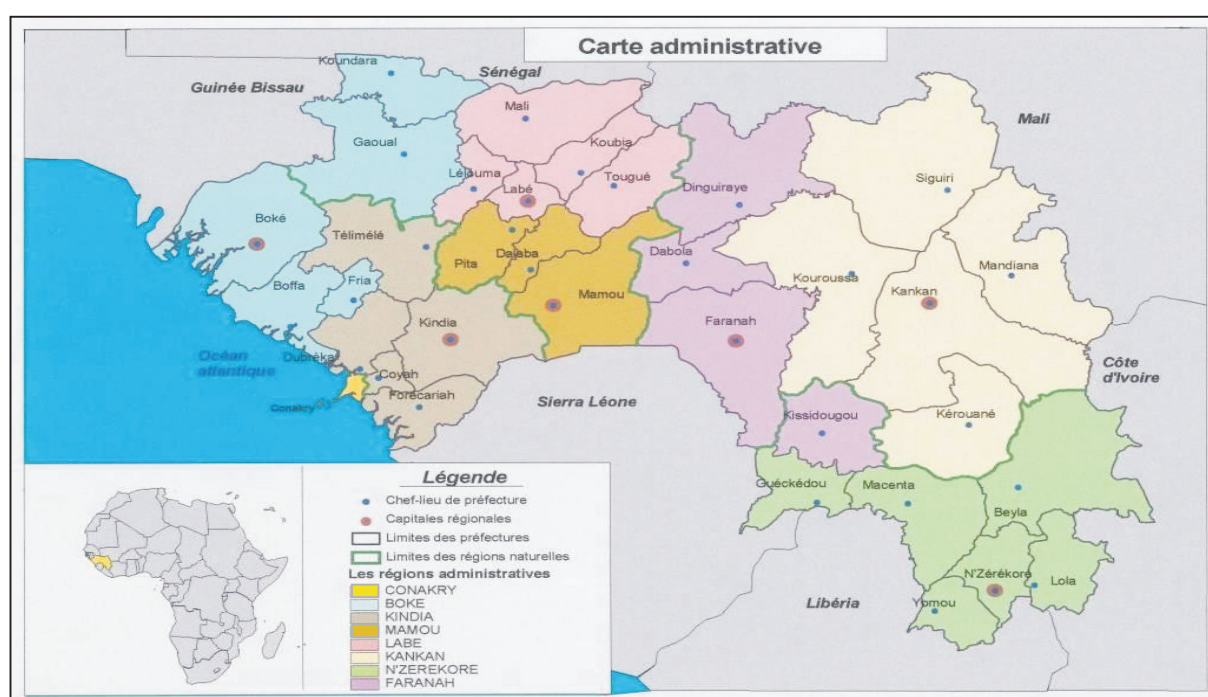 Carte administrative
Koundara
Guinée Bissau
Sénégal
Mali
Mali
Gaoual
Koubia
Lélouma
Labé
Tougué
Dinguiraye
Siguiri
Boké
Télimélé
Pita
Dalaba
Dabola
Mandiana
Boffa
Fria
Mamou
Kouroussa
Kankan
Kindia
Faranah
Océan
atlantique
Dubréka
Coyah
Conakry
Forécariah
Sierra Léone
Côte
d'Ivoire
Kissidougou
Kérouané
Guéckédou
Macenta
Beyla
N'Zérékoré
Lola
Yomou
Libéria
Légende
Chef-lieu de préfecture
Capitales régionales
Limites des préfectures
Limites des régions naturelles
Les régions administratives
CONAKRY
BOKE
KINDIA
MAMOU
LABE
KANKAN
N'ZEREKORE
FARANAH